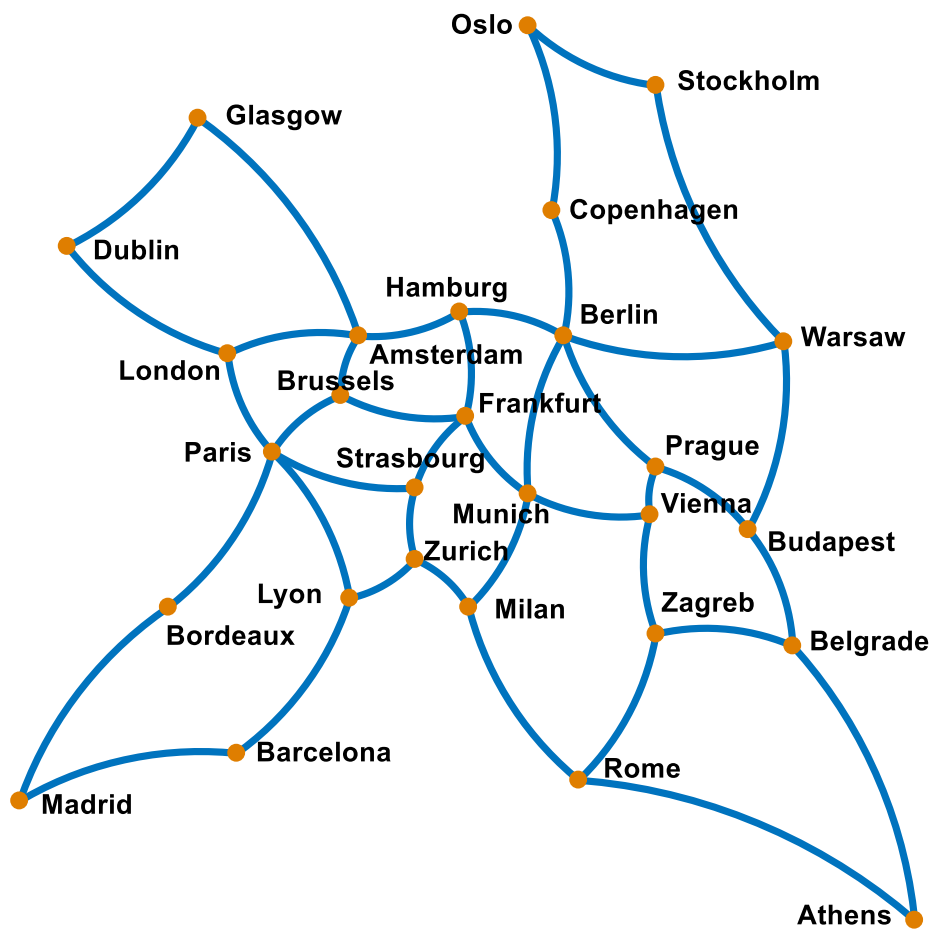 Oslo
Stockholm
Glasgow
Copenhagen
Dublin
Hamburg
Berlin
Warsaw
Amsterdam
London
Brussels
Frankfurt
Prague
Paris
Strasbourg
Vienna
Munich
Budapest
Zurich
Lyon
Zagreb
Milan
Bordeaux
Belgrade
Barcelona
Rome
Madrid
Athens